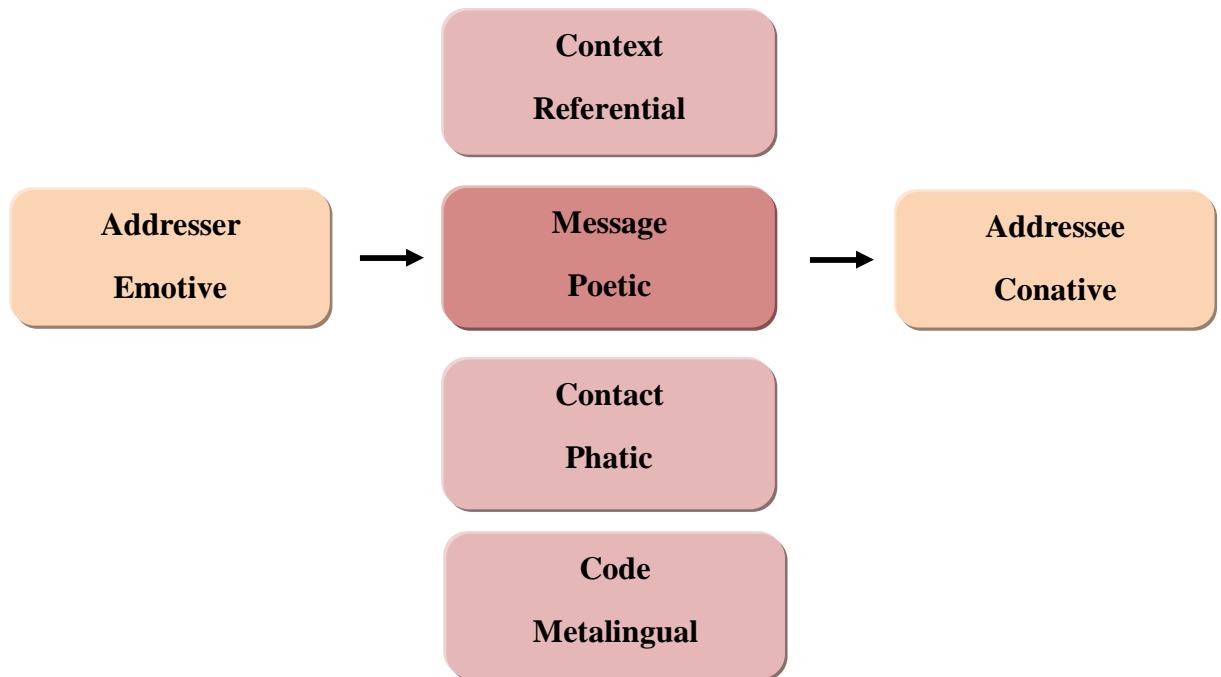 Context
Referential
Addresser
Emotive
Message
Poetic
Addressee
Conative
Contact
Phatic
Code
Metalingual